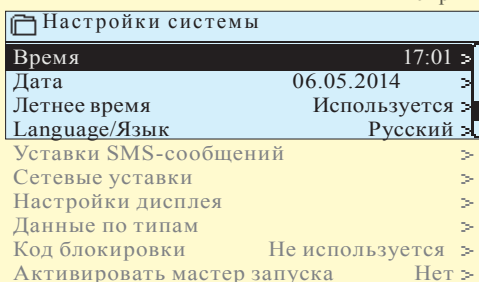 Настройки системы
Время 17:01 >
Дата 06.05.2014 >
Летнее время Используется >
Language/Язык Русский >
Уставки SMS-сообщений >
Сетевые уставки >
Настройки дисплея >
Данные по типам >
Код блокировки Не используется >
Активировать мастер запуска Нет >